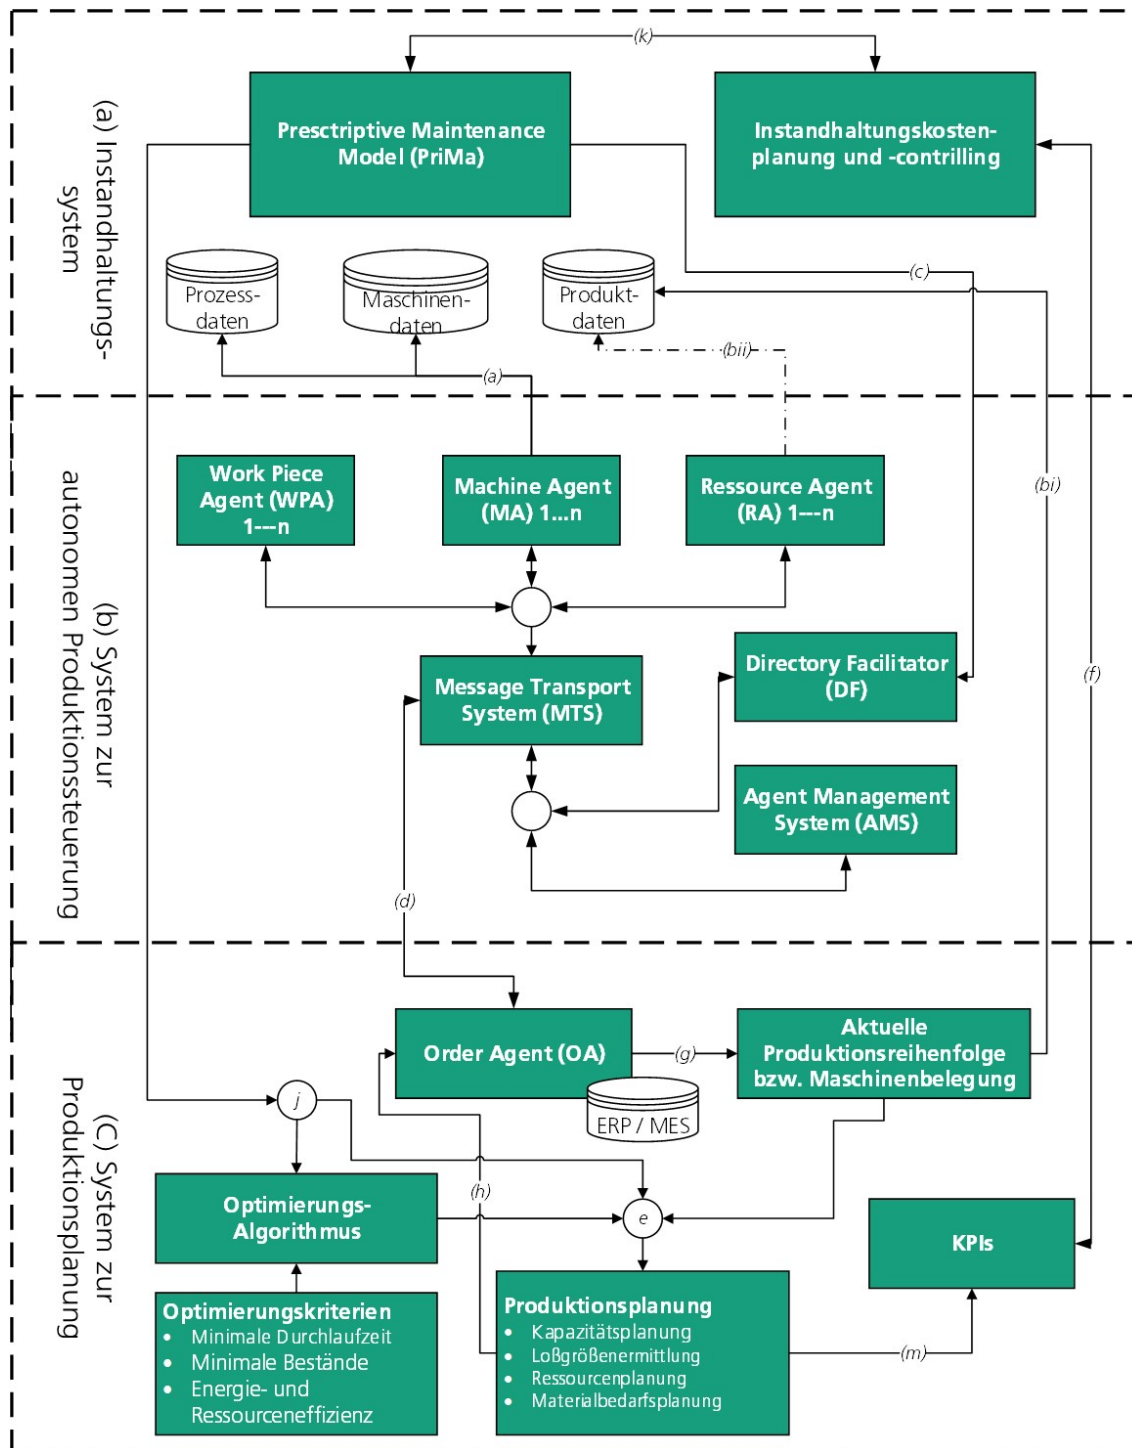 (k)
(a) Instandhaltungs-
system
Presctriptive Maintenance
Model (PriMa)
Instandhaltungskosten-
planung und -contrilling
(c)
Prozess-
daten
Maschinen-
daten
Produkt-
daten
(bii)
(a)
(b) System zur
autonomen Produktionssteuerung
Work Piece
Agent (WPA)
1---n
Machine Agent
(MA) 1...n
Ressource Agent
(RA) 1---n
(bi)
(f)
Message Transport
System (MTS)
Directory Facilitator
(DF)
Agent Management
System (AMS)
(d)
(C) System zur
Produktionsplanung
Order Agent (OA)
(g)
Aktuelle
Produktionsreihenfolge
bzw. Maschinenbelegung
ERP / MES
j
(h)
e
Optimierungs-
Algorithmus
KPIs
Optimierungskriterien
• Minimale Durchlaufzeit
• Minimale Bestände
• Energie- und
Ressourceneffizienz
Produktionsplanung
• Kapazitätsplanung
• Loßgrößenermittlung
• Ressourcenplanung
• Materialbedarfsplanung
(m)